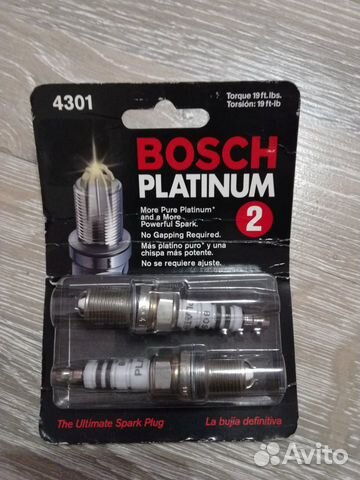 4301
Torque 19 ft. lbs.
Torsión: 19 ft-lb
BOSCH
PLATINUM
2
More Pure Platinum*
and a More
Powerful Spark.
No Gapping Required.
Más platino puro* y una
chispa más potente.
No se requiere ajuste.
The Ultimate Spark Plug
La bujía definitiva
Avito